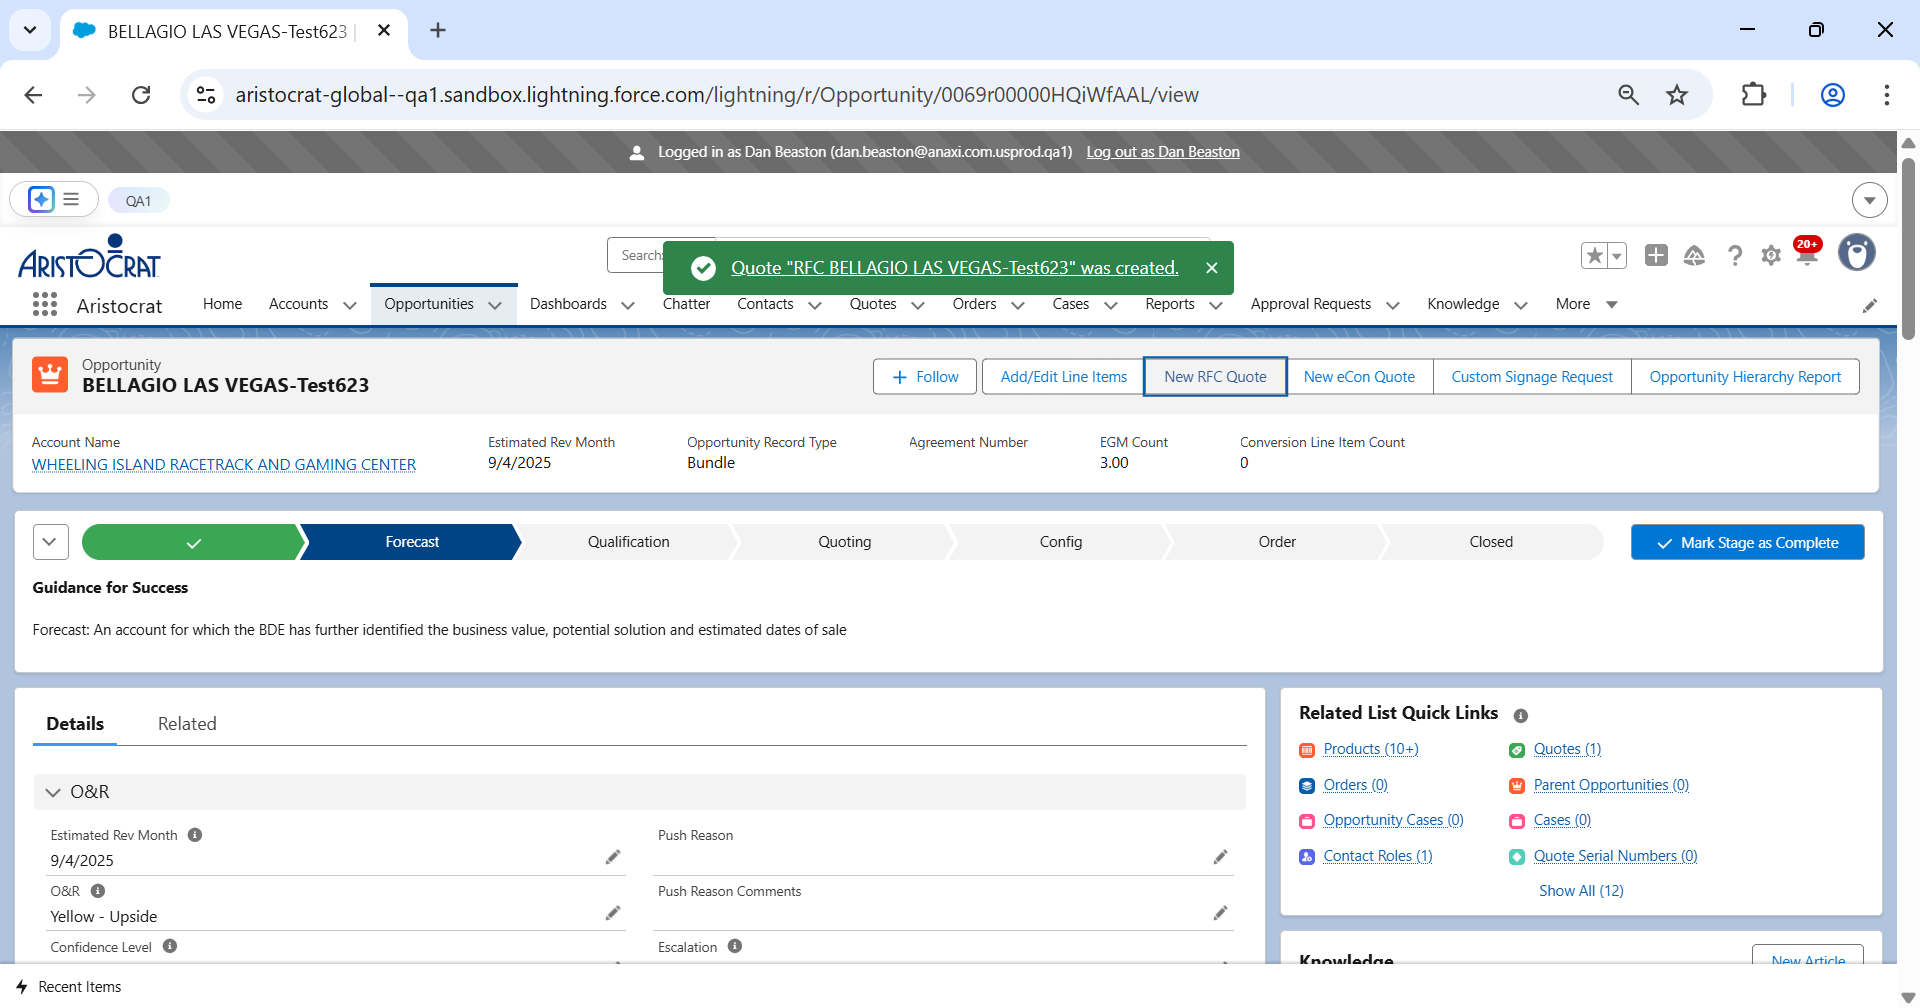 BELLAGIO LAS VEGAS-Test623
aristocrat-global--qa1.sandbox.lightning.force.com/lightning/r/Opportunity/0069r00000HQiWfAAL/view
Logged in as Dan Beaston (dan.beaston@anaxi.com.usprod.qa1) Log out as Dan Beaston
QA1
ARISTOCRAT
Search
Quote "RFC BELLAGIO LAS VEGAS-Test623" was created.
20+
Aristocrat Home Accounts Opportunities Dashboards Chatter Contacts Quotes Orders Cases Reports Approval Requests Knowledge More
Opportunity
BELLAGIO LAS VEGAS-Test623
Follow Add/Edit Line Items New RFC Quote New eCon Quote Custom Signage Request Opportunity Hierarchy Report
Account Name Estimated Rev Month Opportunity Record Type Agreement Number EGM Count Conversion Line Item Count
WHEELING ISLAND RACETRACK AND GAMING CENTER 9/4/2025 Bundle 3.00 0
Forecast Qualification Quoting Config Order Closed Mark Stage as Complete
Guidance for Success
Forecast: An account for which the BDE has further identified the business value, potential solution and estimated dates of sale
Details Related
O&R
Estimated Rev Month Push Reason
9/4/2025
O&R Push Reason Comments
Yellow - Upside
Confidence Level Escalation
Related List Quick Links
Products (10+) Quotes (1)
Orders (0) Parent Opportunities (0)
Opportunity Cases (0) Cases (0)
Contact Roles (1) Quote Serial Numbers (0)
Show All (12)
Knowledge New Article
Recent Items